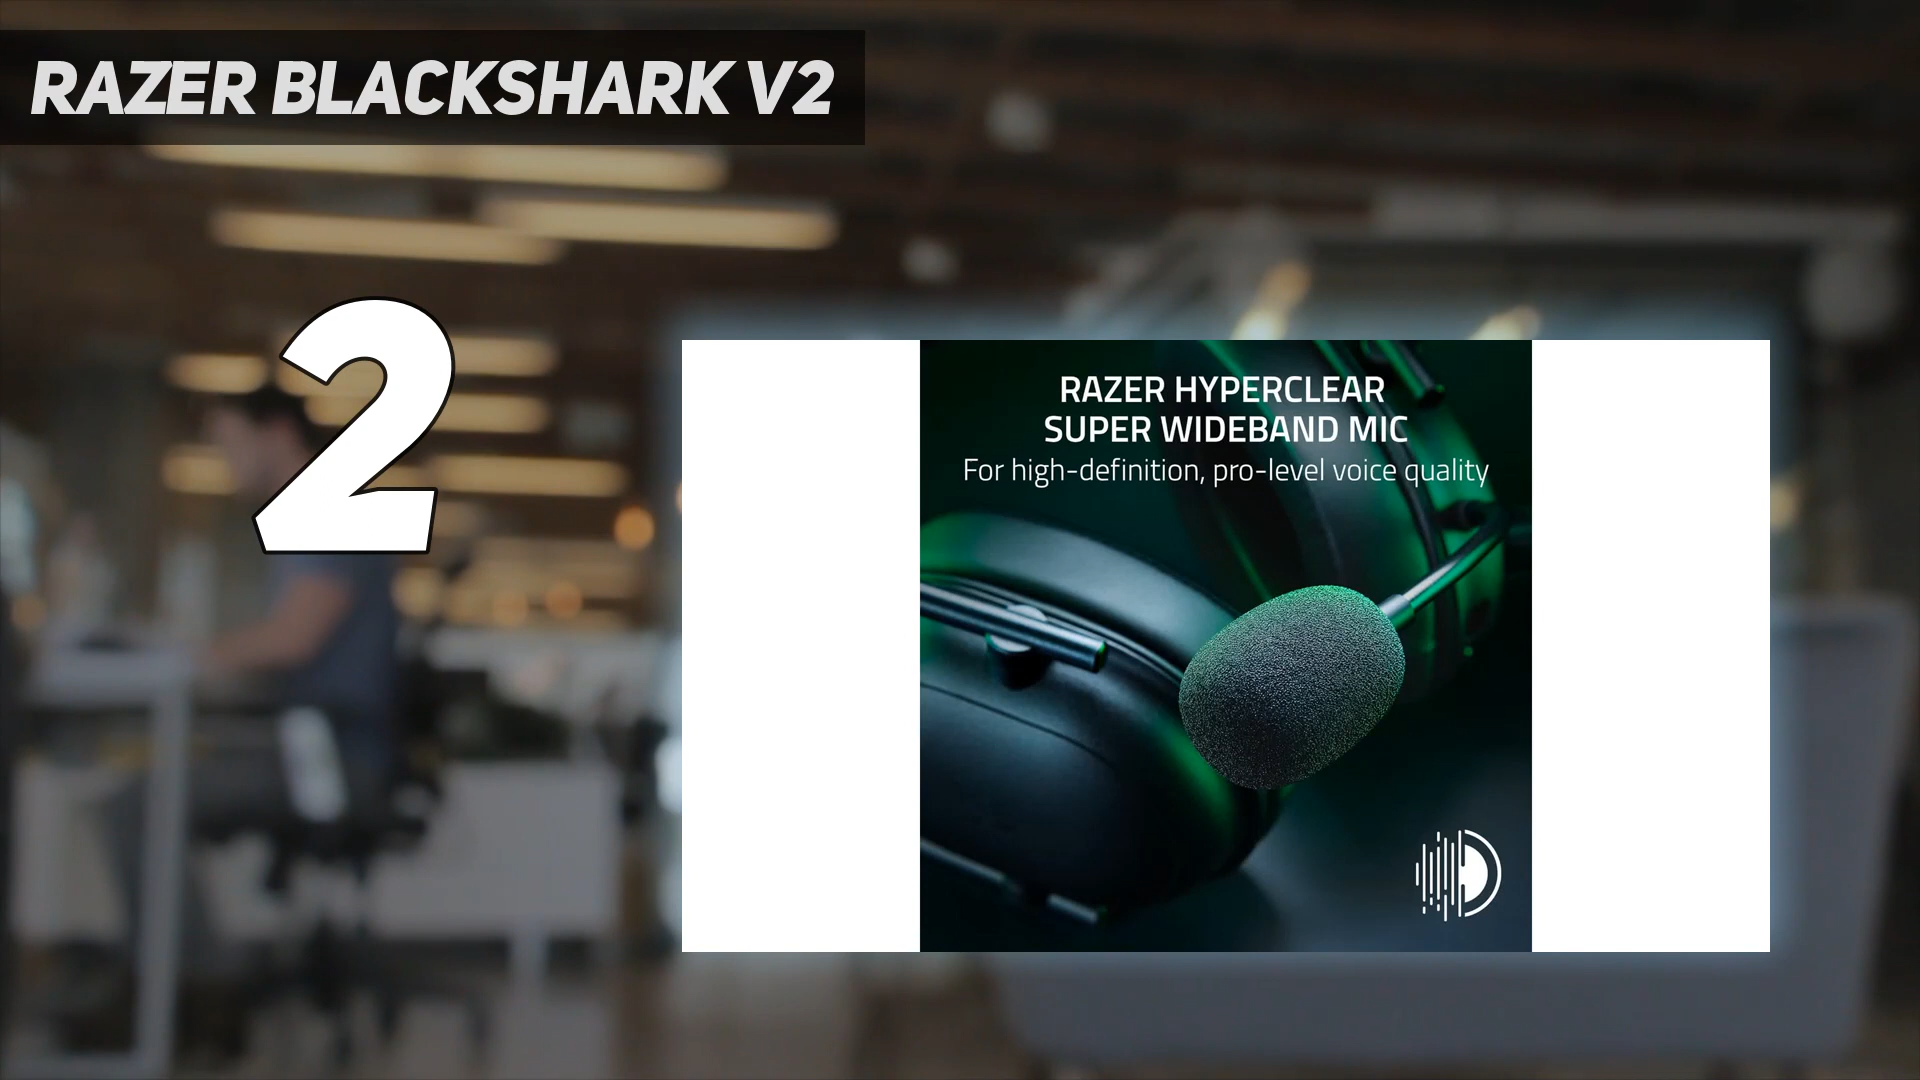 RAZER BLACKSHARK V2
2
RAZER HYPERCLEAR
SUPER WIDEBAND MIC
For high-definition, pro-level voice quality